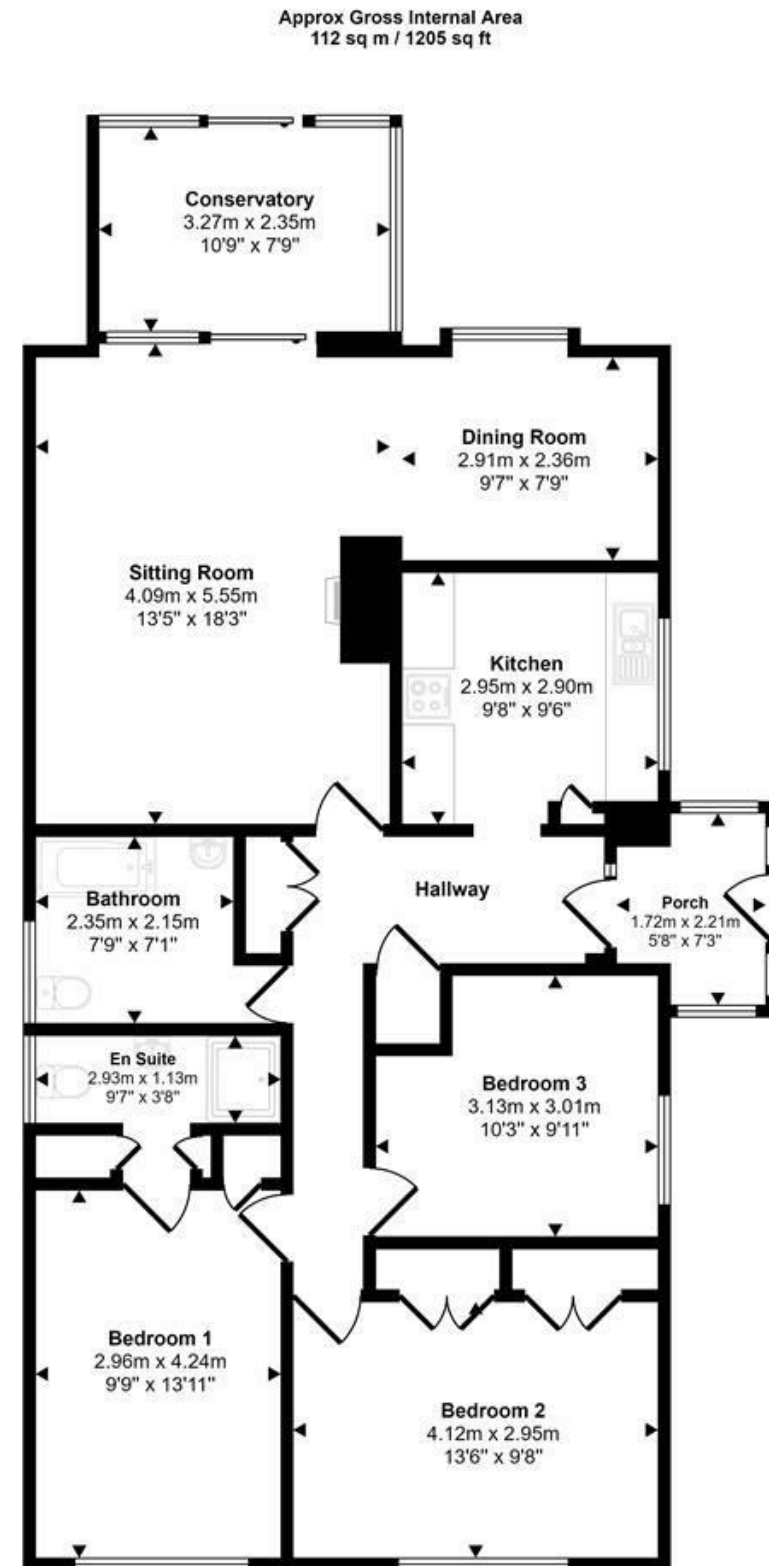 Approx Gross Internal Area
112 sq m / 1205 sq ft
Conservatory
3.27m x 2.35m
10'9" x 7'9"
Dining Room
2.91m x 2.36m
9'7" x 7'9"
Sitting Room
4.09m x 5.55m
13'5" x 18'3"
Kitchen
2.95m x 2.90m
9'8" x 9'6"
Hallway
Bathroom
2.35m x 2.15m
7'9" x 7'1"
Porch
1.72m x 2.21m
5'8" x 7'3"
En Suite
2.93m x 1.13m
9'7" x 3'8"
Bedroom 3
3.13m x 3.01m
10'3" x 9'11"
Bedroom 1
2.96m x 4.24m
9'9" x 13'11"
Bedroom 2
4.12m x 2.95m
13'6" x 9'8"